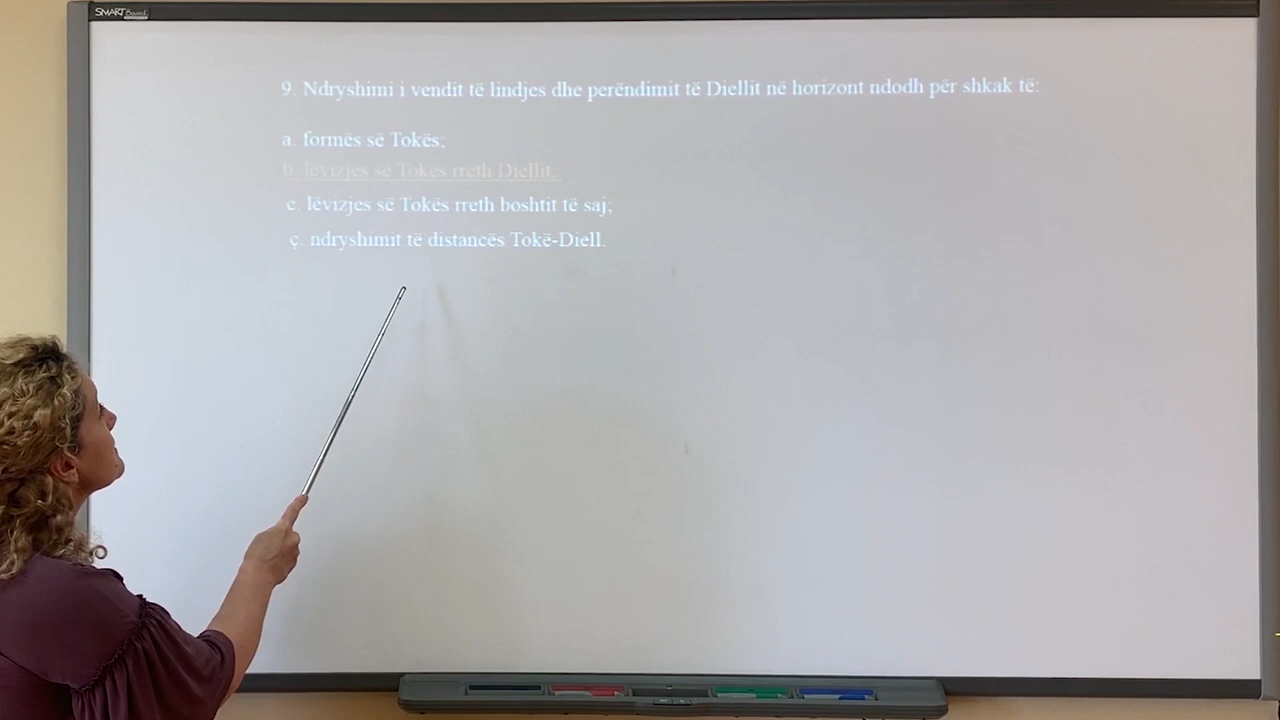 SMART Board
9. Ndryshimi i vendit të lindjes dhe perëndimit të Diellit në horizont ndodh për shkak të:
a. formës së Tokës;
b. lëvizjes së Tokës rreth Diellit;
c. lëvizjes së Tokës rreth boshtit të saj;
ç. ndryshimit të distancës Tokë-Diell.